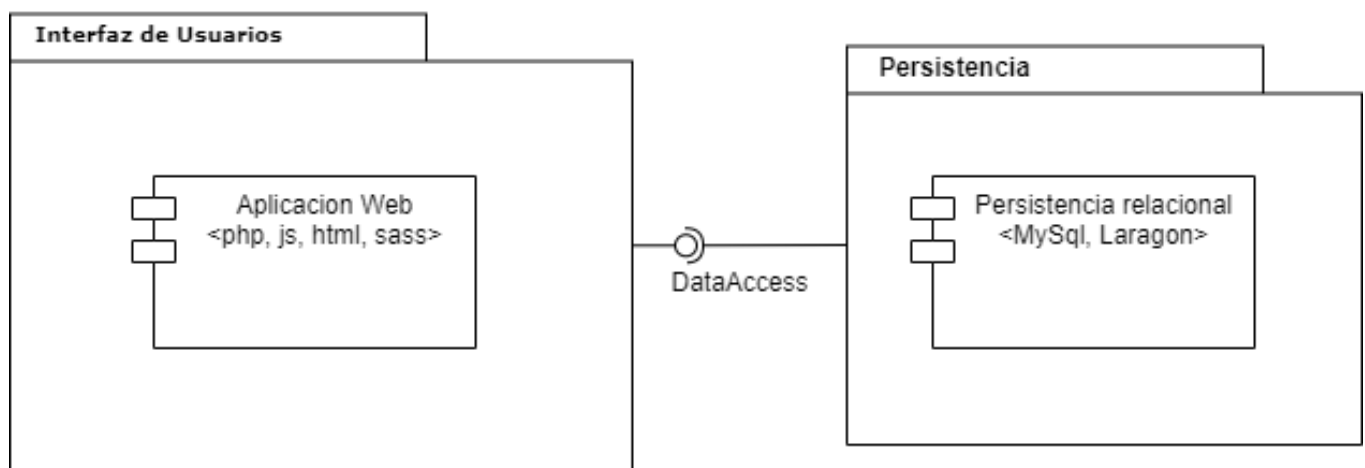 Interfaz de Usuarios
Persistencia
Aplicacion Web
<php, js, html, sass>
Persistencia relacional
<MySql, Laragon>
DataAccess